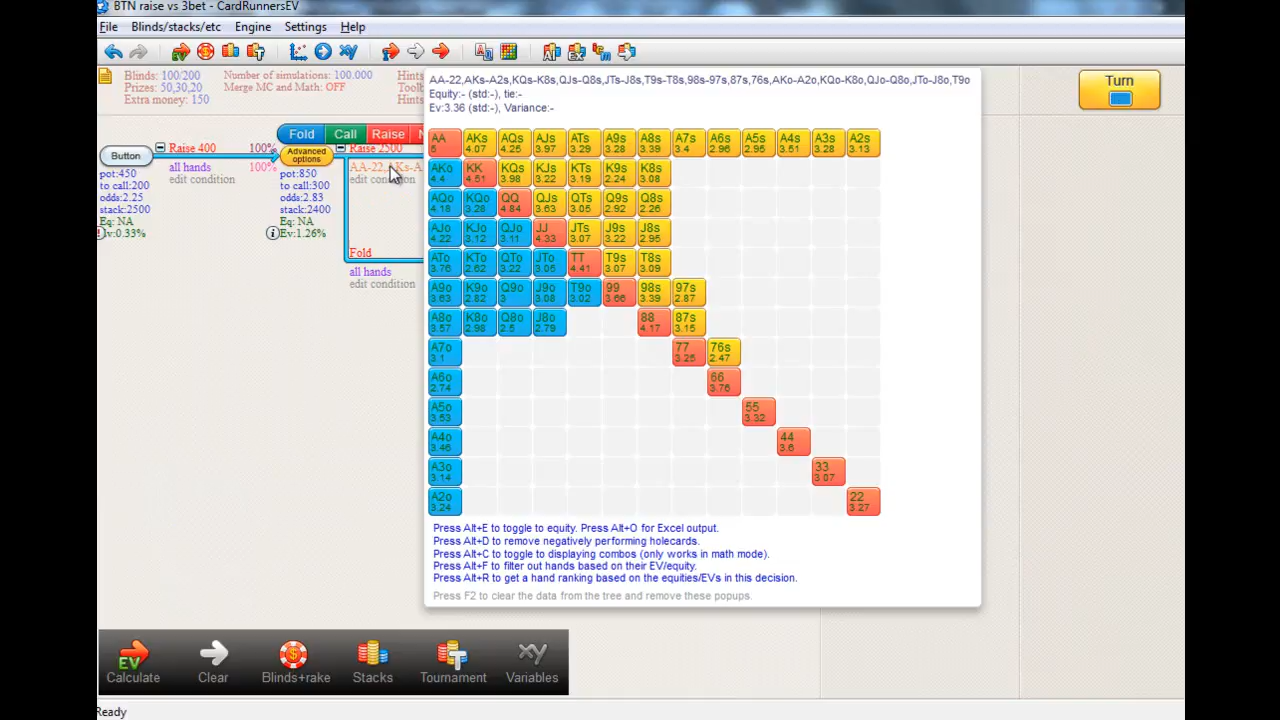 BTN raise vs 3bet - CardRunnersEV
File Blinds/stacks/etc Engine Settings Help
Blinds: 100/200
Prizes: 50,30,20
Extra money: 150
Number of simulations: 100.000
Merge MC and Math: OFF
Hints
Toolb
Hints
Turn
Fold Call Raise
Button
Raise 400 100%
all hands 100%
edit condition
pot:450
to call:200
odds:2.25
stack:2500
Eq: NA
Ev:0.33%
Advanced options
pot:850
to call:300
odds:2.83
stack:2400
Eq: NA
Ev:1.26%
Raise 2500
AA-22,AKs-A
edit condition
Fold
all hands
edit condition
AA-22,AKs-A2s,KQs-K8s,QJs-Q8s,JTs-J8s,T9s-T8s,98s-97s,87s,76s,AKo-A2o,KQo-K8o,QJo-Q8o,JTo-J8o,T9o
Equity:- (std:-), tie:-
Ev:3.36 (std:-), Variance:-
AA AKs AQs AJs ATs A9s A8s A7s A6s A5s A4s A3s A2s
5 4.07 4.25 3.97 3.29 3.28 3.39 3.4 2.96 2.95 3.51 3.28 3.13
AKo KK KQs KJs KTs K9s K8s
4.4 4.51 3.98 3.22 3.19 2.24 3.08
AQo KQo QQ QJs QTs Q9s Q8s
4.18 3.28 4.84 3.63 3.05 2.92 2.26
AJo KJo QJo JJ JTs J9s J8s
4.22 3.12 3.11 4.33 3.07 3.22 2.95
ATo KTo QTo JTo TT T9s T8s
3.76 2.62 3.22 3.05 4.41 3.07 3.09
A9o K9o Q9o J9o T9o 99 98s 97s
3.63 2.82 3 3.08 3.02 3.66 3.39 2.87
A8o K8o Q8o J8o 88 87s
3.57 2.98 2.5 2.79 4.17 3.15
A7o 77 76s
3.1 3.25 2.47
A6o 66
2.74 3.76
A5o 55
3.53 3.32
A4o 44
3.46 3.6
A3o 33
3.14 3.07
A2o 22
3.24 3.27
Press Alt+E to toggle to equity. Press Alt+O for Excel output.
Press Alt+D to remove negatively performing holecards.
Press Alt+C to toggle to displaying combos (only works in math mode).
Press Alt+F to filter out hands based on their EV/equity.
Press Alt+R to get a hand ranking based on the equities/EVs in this decision.
Press F2 to clear the data from the tree and remove these popups.
EV
Calculate Clear Blinds+rake Stacks Tournament Variables
Ready